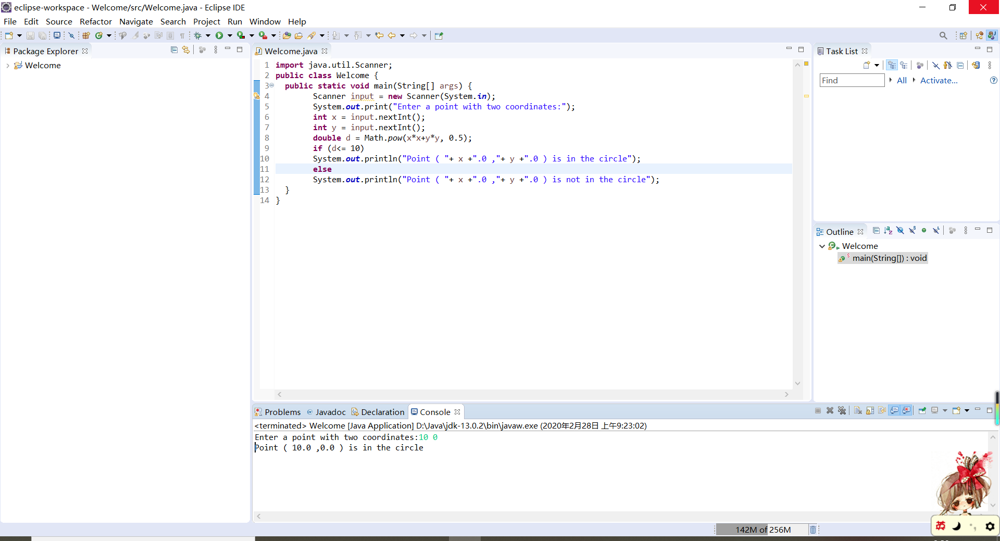 eclipse-workspace - Welcome/src/Welcome.java - Eclipse IDE
File Edit Source Refactor Navigate Search Project Run Window Help
Package Explorer
Welcome
Welcome.java
1 import java.util.Scanner;
2 public class Welcome {
3 public static void main(String[] args) {
4 Scanner input = new Scanner(System.in);
5 System.out.print("Enter a point with two coordinates:");
6 int x = input.nextInt();
7 int y = input.nextInt();
8 double d = Math.pow(x*x+y*y, 0.5);
9 if (d<= 10)
10 System.out.println("Point ( "+ x +".0 ,"+ y +".0 ) is in the circle");
11 else
12 System.out.println("Point ( "+ x +".0 ,"+ y +".0 ) is not in the circle");
13 }
14 }
Task List
Find All Activate...
Outline
Welcome
main(String[]) : void
Problems @ Javadoc Declaration Console
<terminated> Welcome [Java Application] D:\Java\jdk-13.0.2\bin\javaw.exe (2020年2月28日 上午9:23:02)
Enter a point with two coordinates:10 0
Point ( 10.0 ,0.0 ) is in the circle
142M of 256M
英